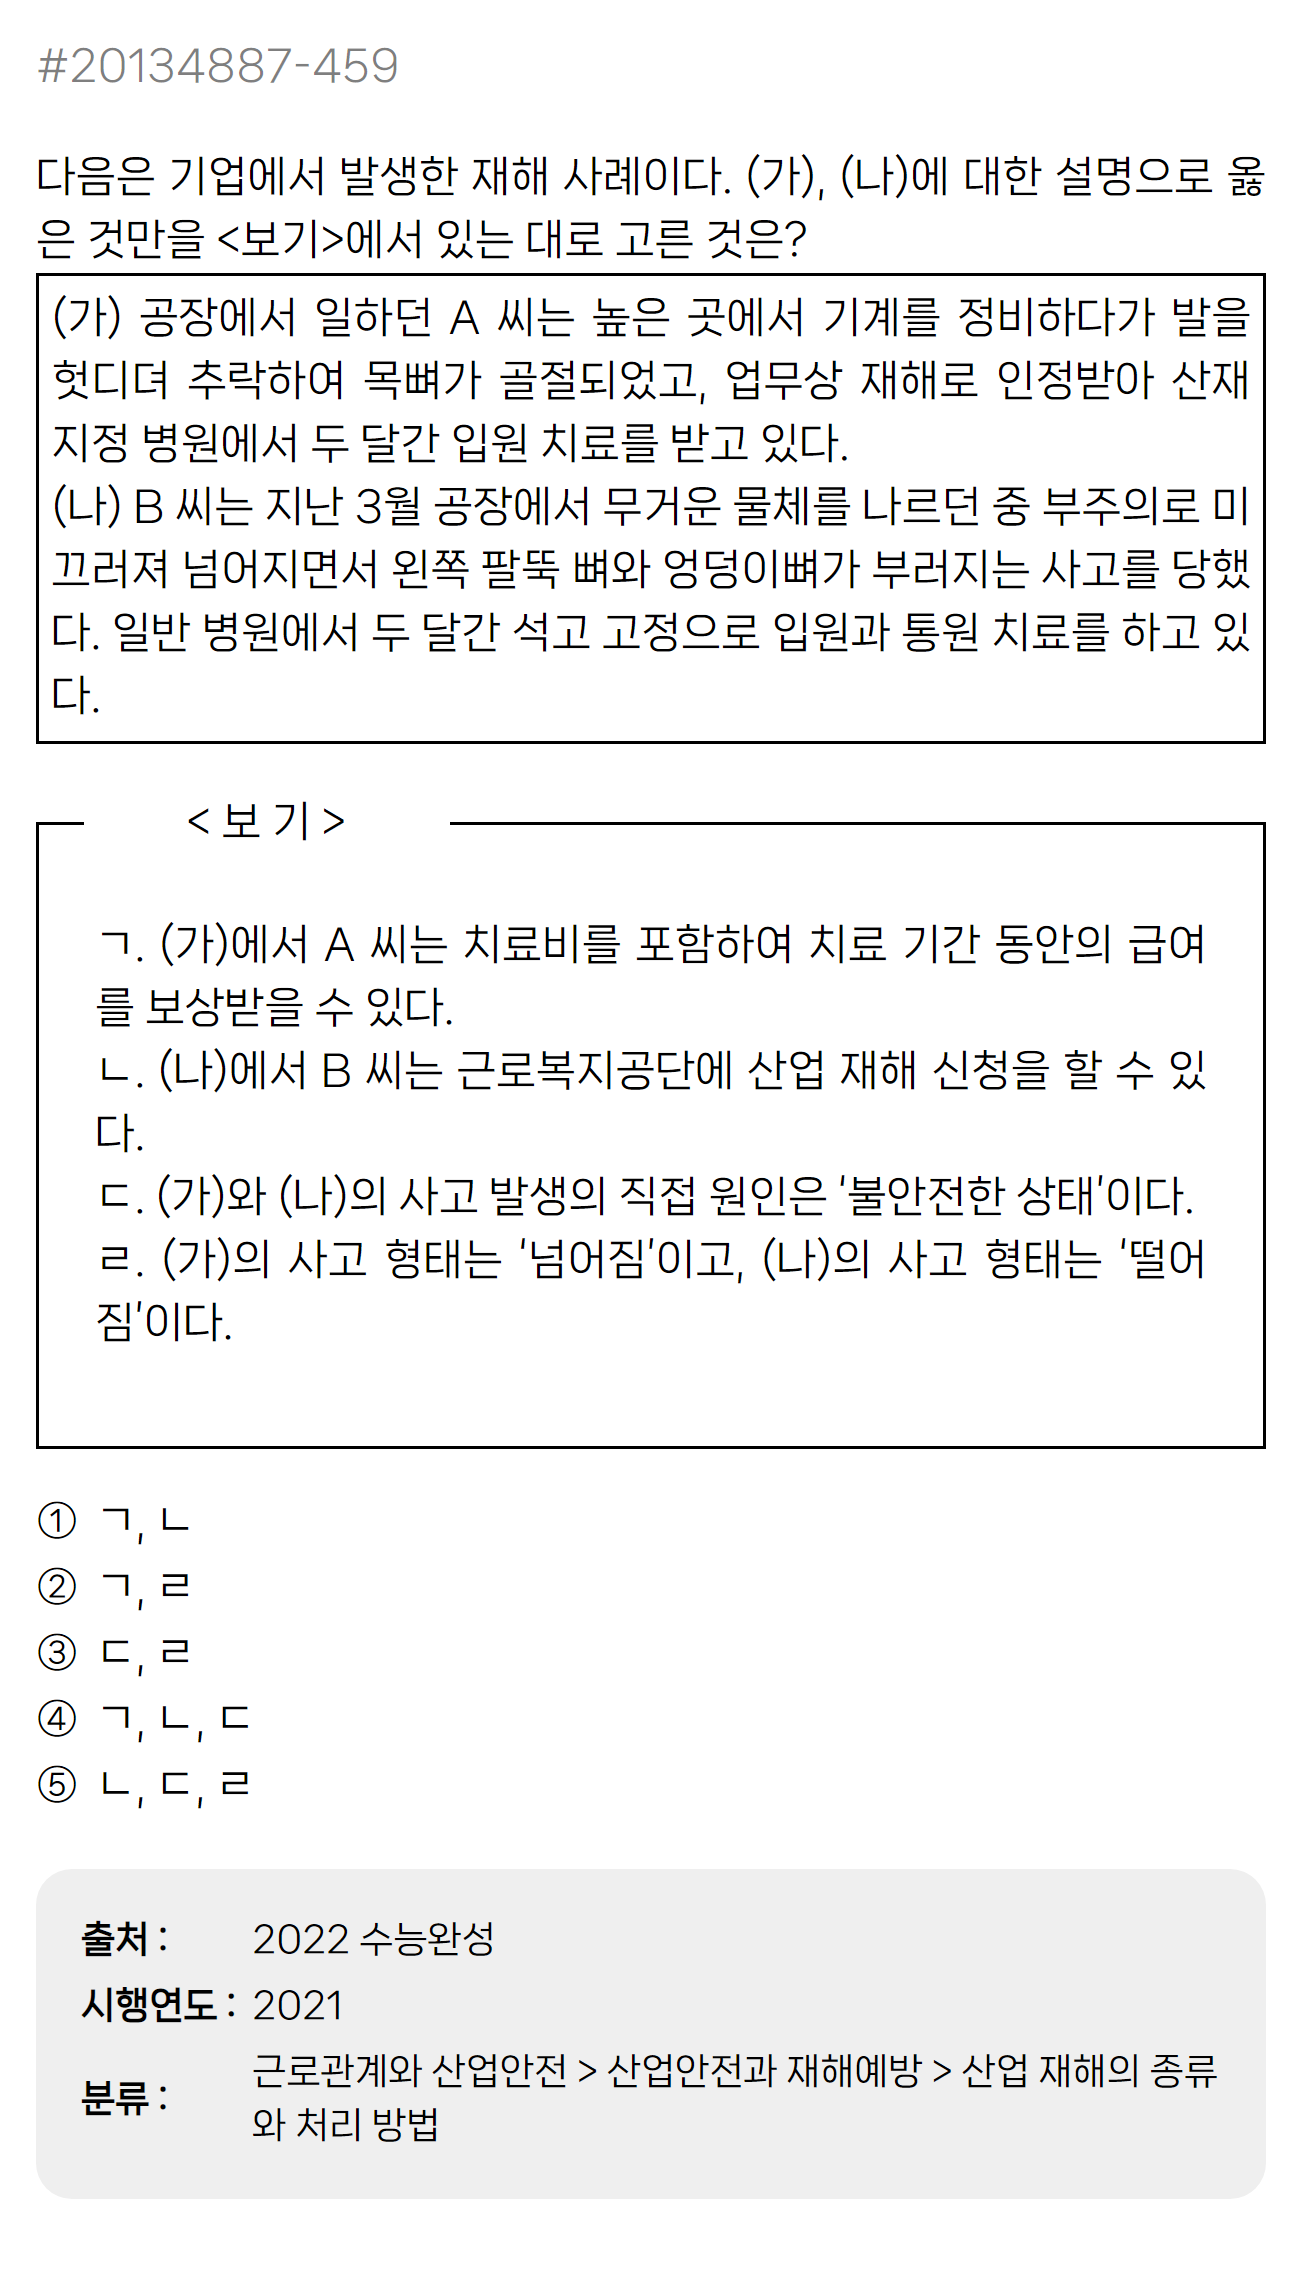 #20134887-459
다음은 기업에서 발생한 재해 사례이다. (가), (나)에 대한 설명으로 옳
은 것만을 <보기>에서 있는 대로 고른 것은?
(가) 공장에서 일하던 A 씨는 높은 곳에서 기계를 정비하다가 발을
헛디뎌 추락하여 목뼈가 골절되었고, 업무상 재해로 인정받아 산재
지정 병원에서 두 달간 입원 치료를 받고 있다.
(나) B 씨는 지난 3월 공장에서 무거운 물체를 나르던 중 부주의로 미
끄러져 넘어지면서 왼쪽 팔뚝 뼈와 엉덩이뼈가 부러지는 사고를 당했
다. 일반 병원에서 두 달간 석고 고정으로 입원과 통원 치료를 하고 있
다.
< 보 기 >
ㄱ. (가)에서 A 씨는 치료비를 포함하여 치료 기간 동안의 급여
를 보상받을 수 있다.
ㄴ. (나)에서 B 씨는 근로복지공단에 산업 재해 신청을 할 수 있
다.
ㄷ. (가)와 (나)의 사고 발생의 직접 원인은 '불안전한 상태'이다.
ㄹ. (가)의 사고 형태는 '넘어짐'이고, (나)의 사고 형태는 '떨어
짐'이다.
① ㄱ, ㄴ
② ㄱ, ㄹ
③ ㄷ, ㄹ
④ ㄱ, ㄴ, ㄷ
⑤ ㄴ, ㄷ, ㄹ
출처 : 2022 수능완성
시행연도 : 2021
분류 : 근로관계와 산업안전 > 산업안전과 재해예방 > 산업 재해의 종류
와 처리 방법